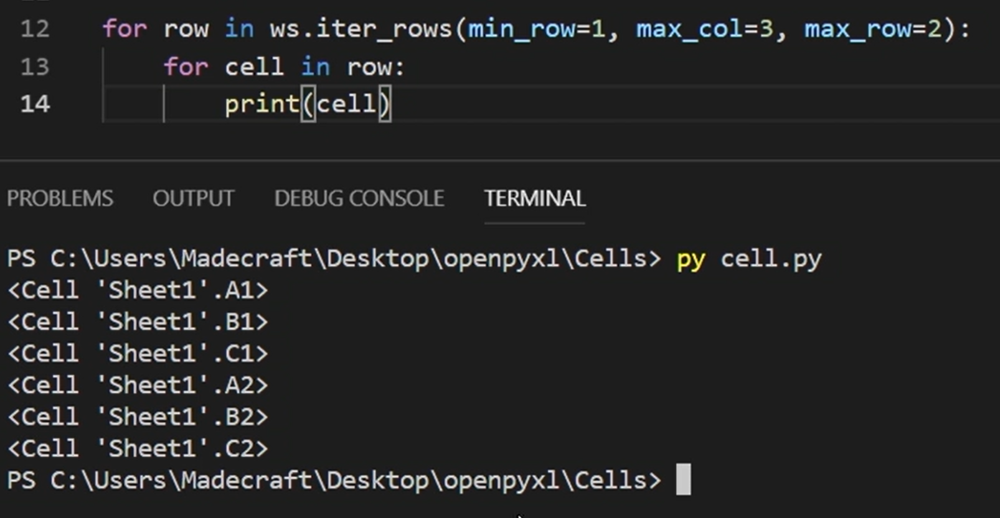 12 for row in ws.iter_rows(min_row=1, max_col=3, max_row=2):
13 for cell in row:
14 print(cell)
PROBLEMS OUTPUT DEBUG CONSOLE TERMINAL
PS C:\Users\Madecraft\Desktop\openpyxl\Cells> py cell.py
<Cell 'Sheet1'.A1>
<Cell 'Sheet1'.B1>
<Cell 'Sheet1'.C1>
<Cell 'Sheet1'.A2>
<Cell 'Sheet1'.B2>
<Cell 'Sheet1'.C2>
PS C:\Users\Madecraft\Desktop\openpyxl\Cells>